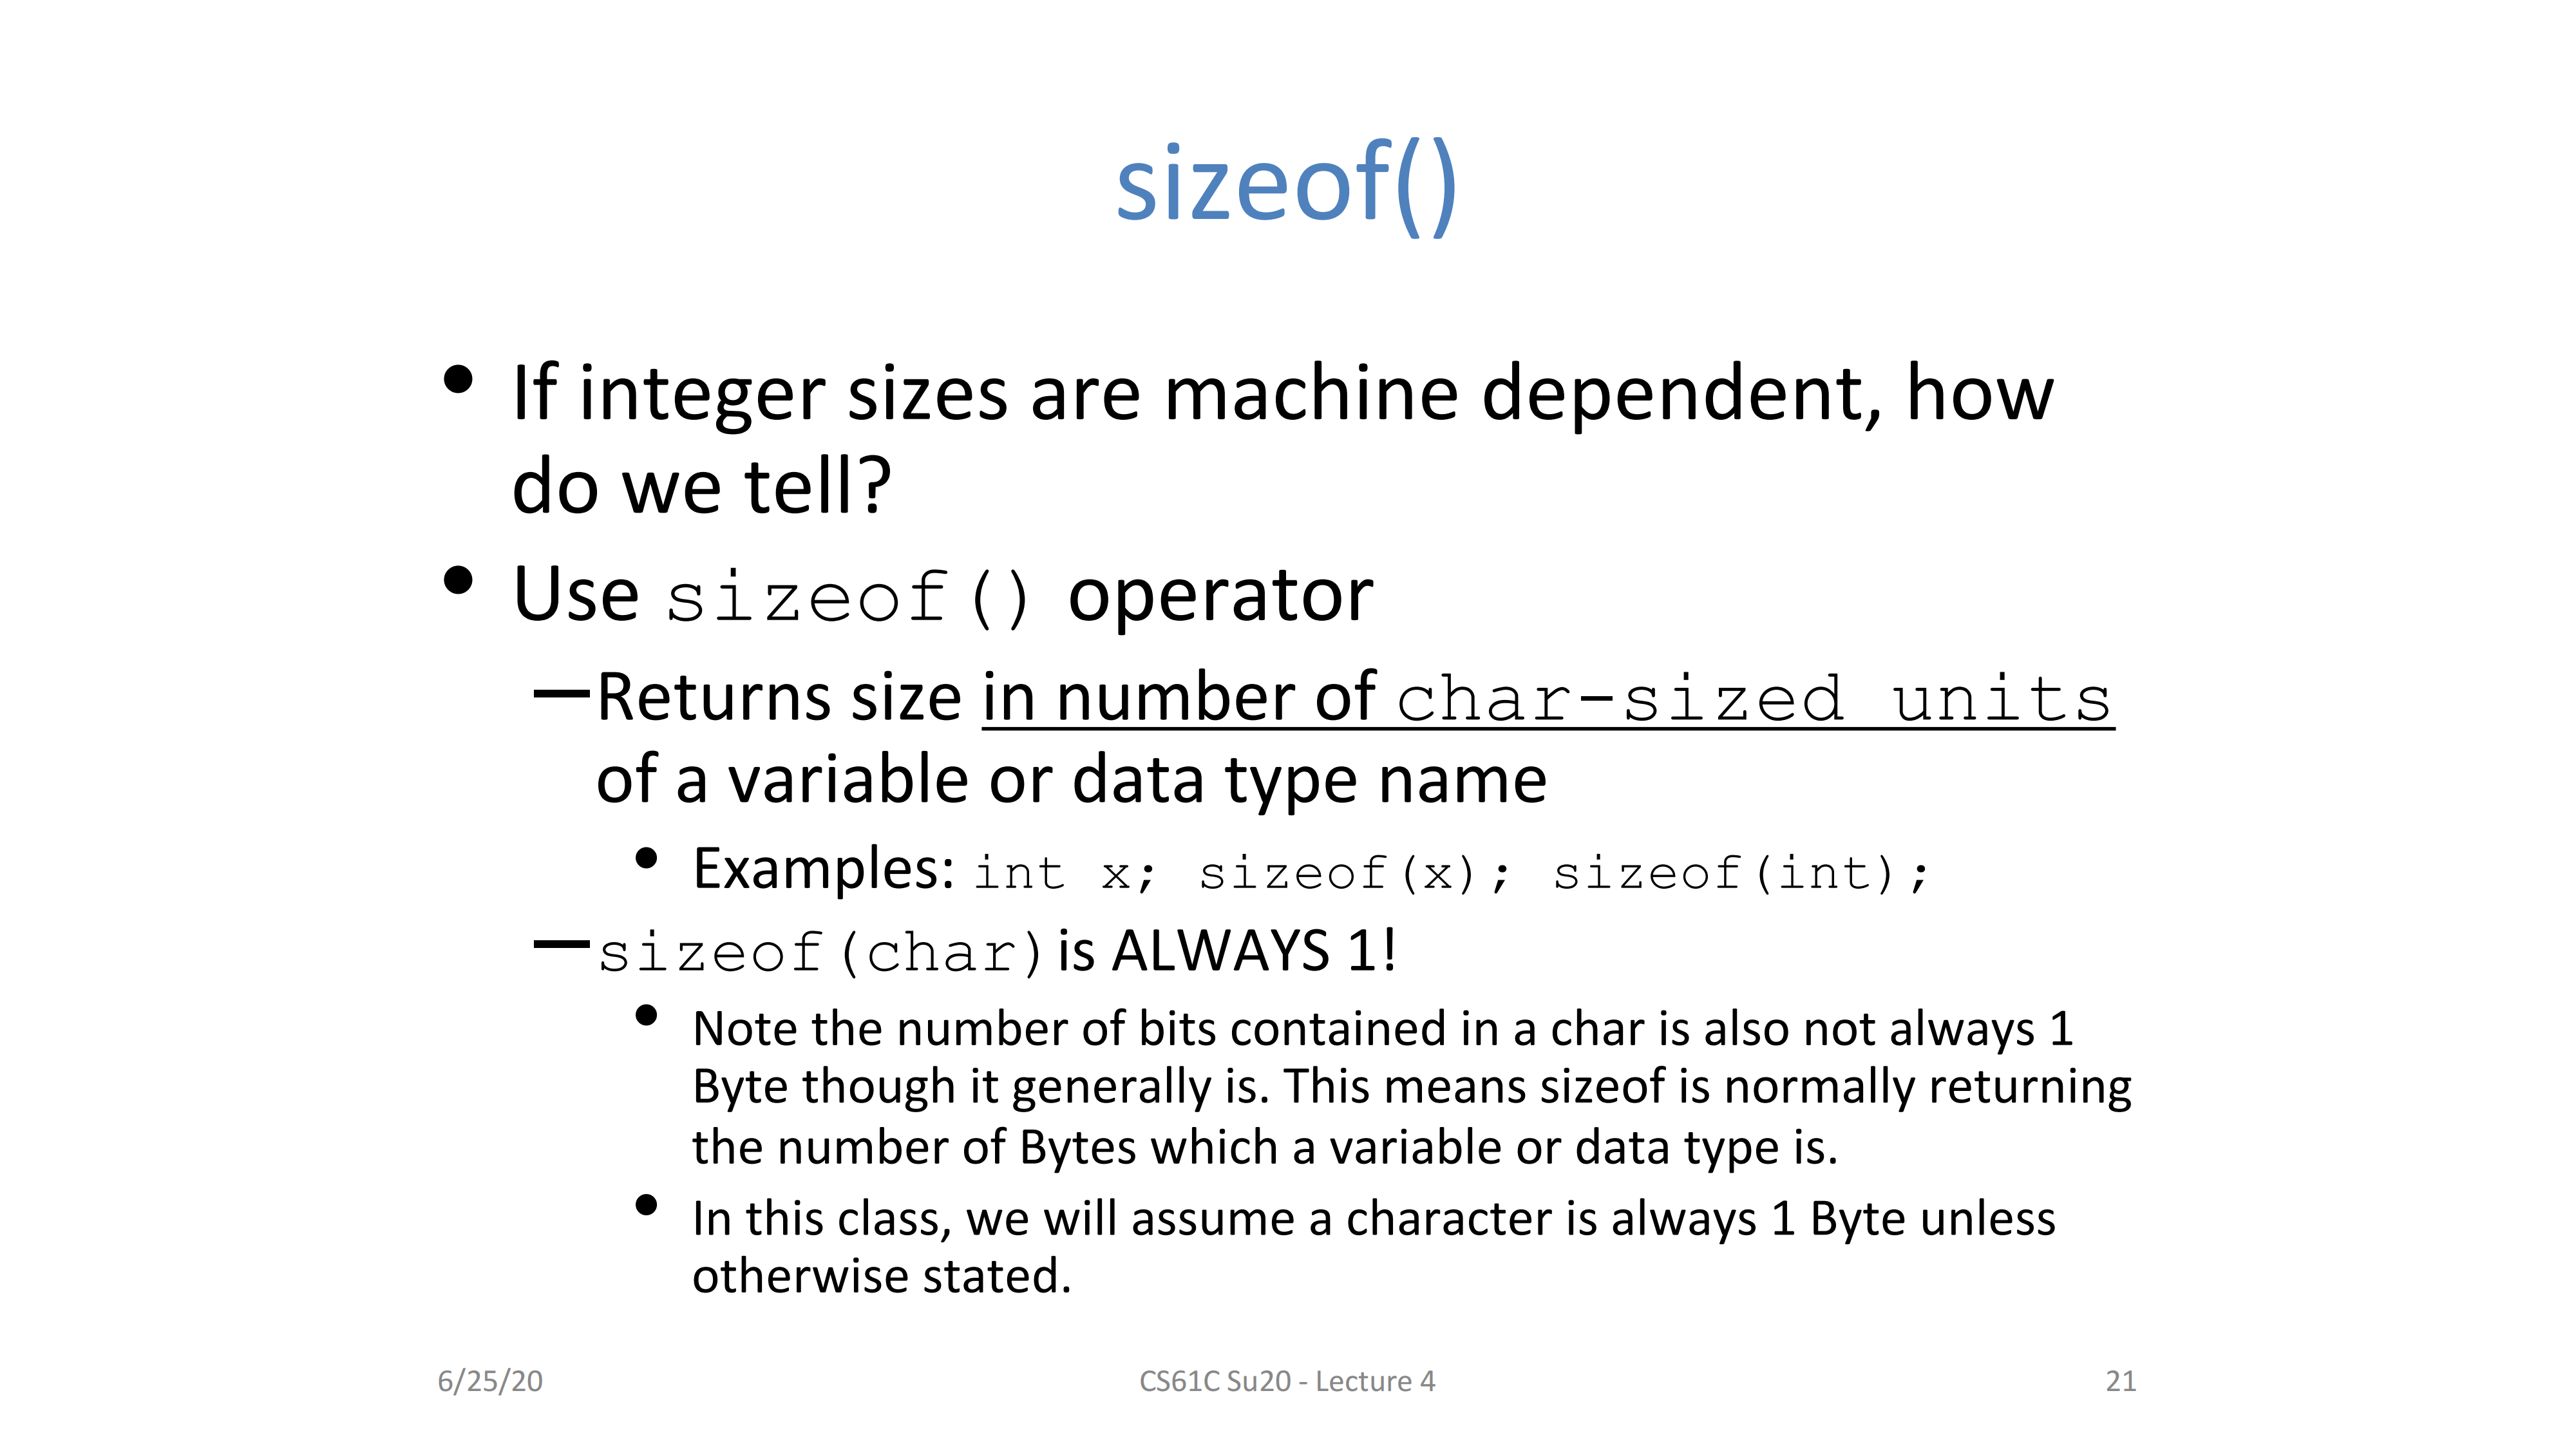 sizeof()
• If integer sizes are machine dependent, how
do we tell?
• Use sizeof() operator
–Returns size in number of char-sized units
of a variable or data type name
• Examples: int x; sizeof(x); sizeof(int);
–sizeof(char) is ALWAYS 1!
• Note the number of bits contained in a char is also not always 1
Byte though it generally is. This means sizeof is normally returning
the number of Bytes which a variable or data type is.
• In this class, we will assume a character is always 1 Byte unless
otherwise stated.
6/25/20
CS61C Su20 - Lecture 4
21